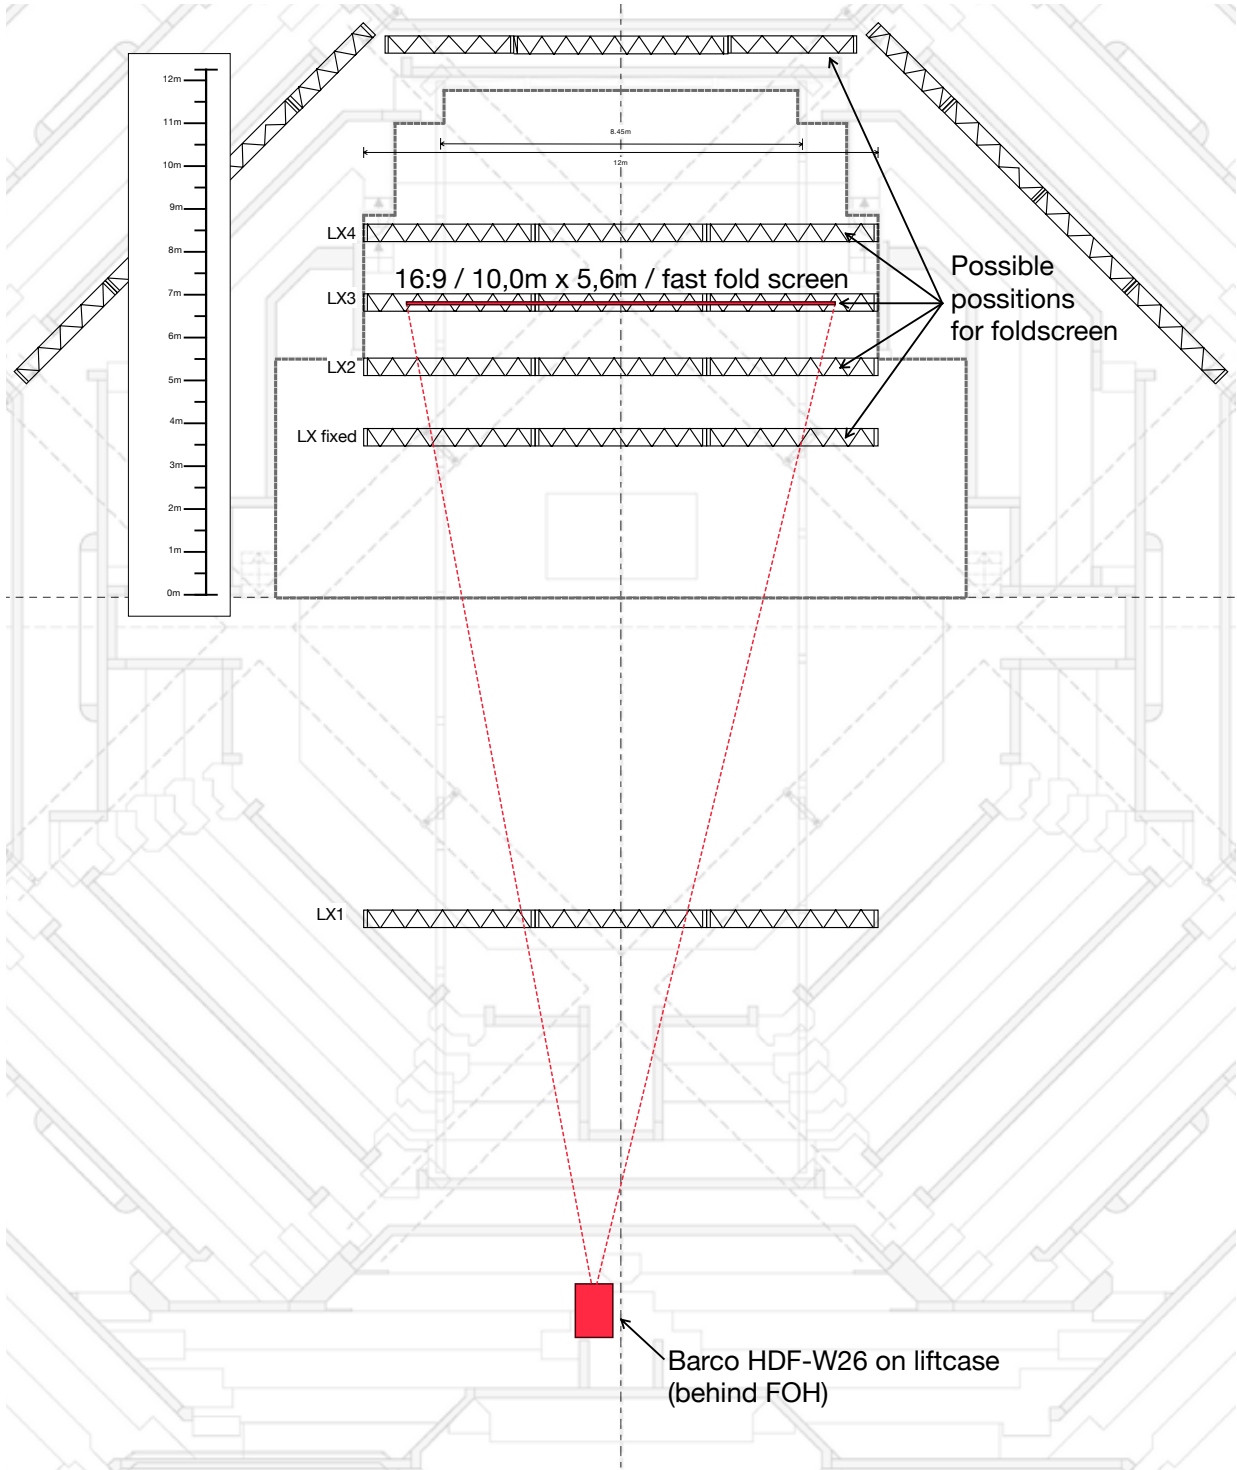 12m
11m
10m
9m
8m
7m
6m
5m
4m
3m
2m
1m
0m
8.45m
12m
LX4
16:9 / 10,0m x 5,6m / fast fold screen
LX3
LX2
LX fixed
Possible
possitions
for foldscreen
LX1
Barco HDF-W26 on liftcase
(behind FOH)